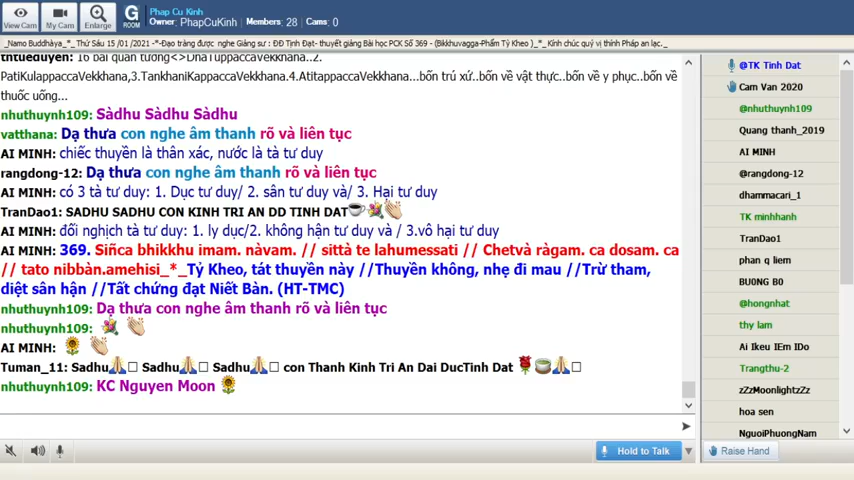 View Cam
My Cam
Enlarge
G
ROOM
Phap Cu Kinh
Owner: PhapCuKinh | Members: 28 | Cams: 0
_Namo Buddhàya_*_ Thứ Sáu 15 /01 /2021 -*-Đạo tràng được nghe Giảng sư : ĐĐ Tịnh Đạt- thuyết giảng Bài học PCK Số 369 - (Bikkhuvagga-Phẩm Tỳ Kheo )_*_ Kính chúc quý vị thính Pháp an lạc._
PatiKulappaccaVekkhana,3.TankhaniKappaccaVekkhana.4.AtitappaccaVekkhana...bốn trú xứ..bốn về vật thực..bốn về y phục..bốn về
thuốc uống...
nhuthuynh109: Sàdhu Sàdhu Sàdhu
vatthana: Dạ thưa con nghe âm thanh rõ và liên tục
AI MINH: chiếc thuyền là thân xác, nước là tà tư duy
rangdong-12: Dạ thưa con nghe âm thanh rõ và liên tục
AI MINH: có 3 tà tư duy: 1. Dục tư duy/ 2. sân tư duy và/ 3. Hại tư duy
TranDao1: SADHU SADHU CON KINH TRI AN DD TINH DAT
AI MINH: đối nghịch tà tư duy: 1. ly dục/2. không hận tư duy và / 3.vô hại tư duy
AI MINH: 369. Siñca bhikkhu imam. nàvam. // sittà te lahumessati // Chetvà ràgam. ca dosam. ca
// tato nibbàn.amehisi_*_Tỷ Kheo, tát thuyền này //Thuyền không, nhẹ đi mau //Trừ tham,
diệt sân hận //Tất chứng đạt Niết Bàn. (HT-TMC)
nhuthuynh109: Dạ thưa con nghe âm thanh rõ và liên tục
nhuthuynh109:
AI MINH:
Tuman_11: Sadhu Sadhu Sadhu con Thanh Kinh Tri An Dai DucTinh Dat
nhuthuynh109: KC Nguyen Moon
Hold to Talk
Raise Hand
@TK Tinh Dat
Cam Van 2020
@nhuthuynh109
Quang thanh_2019
AI MINH
@rangdong-12
dhammacari_1
TK minhhanh
TranDao1
phan q liem
BU0NG B0
@hongnhat
thy lam
Ai Ikeu IEm IDo
Trangthu-2
zZzMoonlightzZz
hoa sen
NguoiPhuongNam